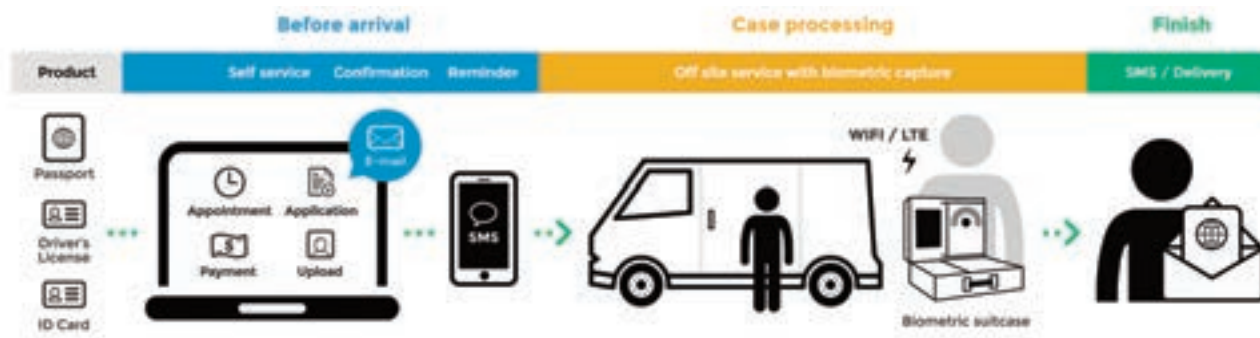 Before arrival
Case processing
Finish
Product
Self service
Confirmation
Reminder
Off site service with biometric capture
SMS / Delivery
Passport
Driver's
License
ID Card
E-mail
Appointment
Application
Payment
Upload
SMS
WIFI / LTE
Biometric suitcase